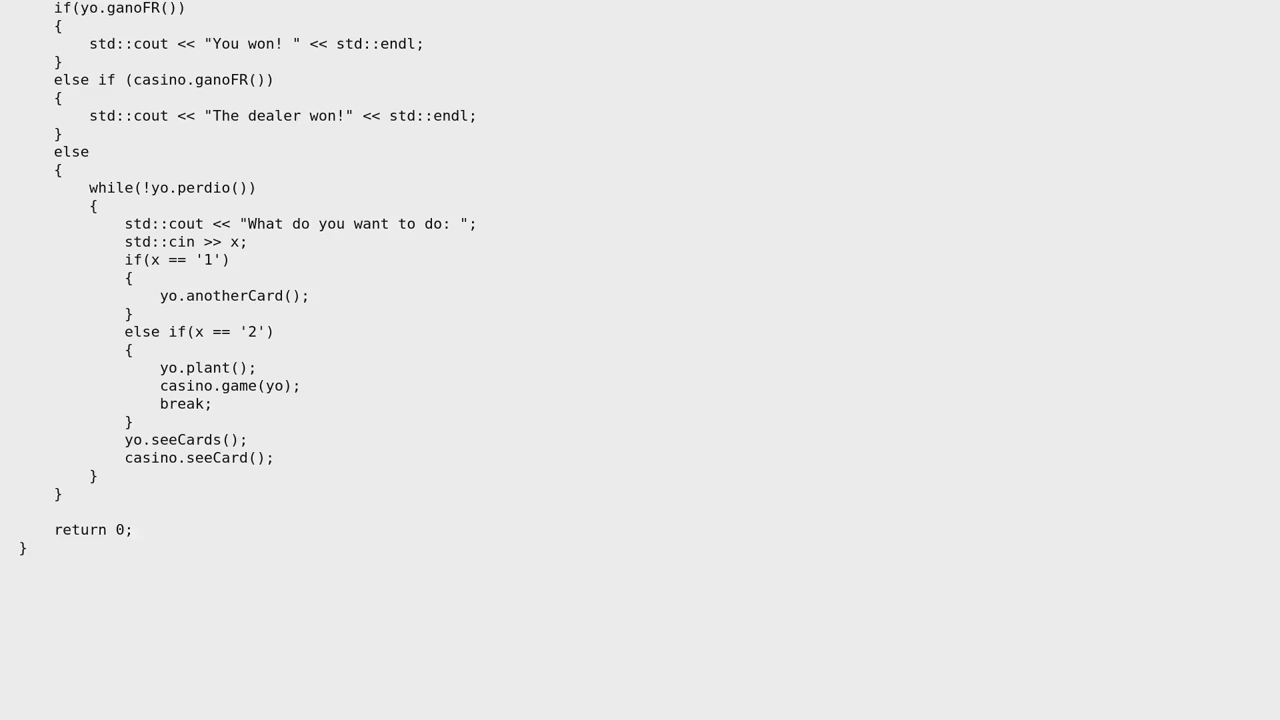 if(yo.ganoFR())
{
std::cout << "You won! " << std::endl;
}
else if (casino.ganoFR())
{
std::cout << "The dealer won!" << std::endl;
}
else
{
while(!yo.perdio())
{
std::cout << "What do you want to do: ";
std::cin >> x;
if(x == '1')
{
yo.anotherCard();
}
else if(x == '2')
{
yo.plant();
casino.game(yo);
break;
}
yo.seeCards();
casino.seeCard();
}
}
return 0;
}